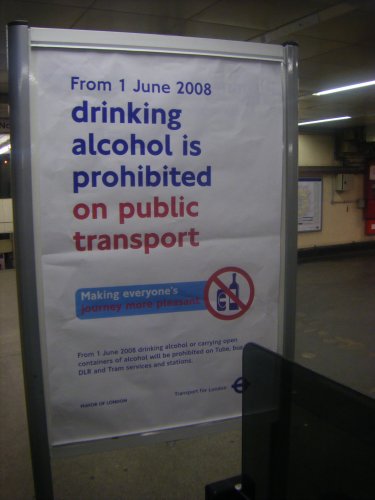 From 1 June 2008
drinking
alcohol is
prohibited
on public
transport
Making everyone's
journey more pleasant
From 1 June 2008 drinking alcohol or carrying open
containers of alcohol will be prohibited on Tube, bus
DLR and Tram services and stations.
MAYOR OF LONDON
Transport for London